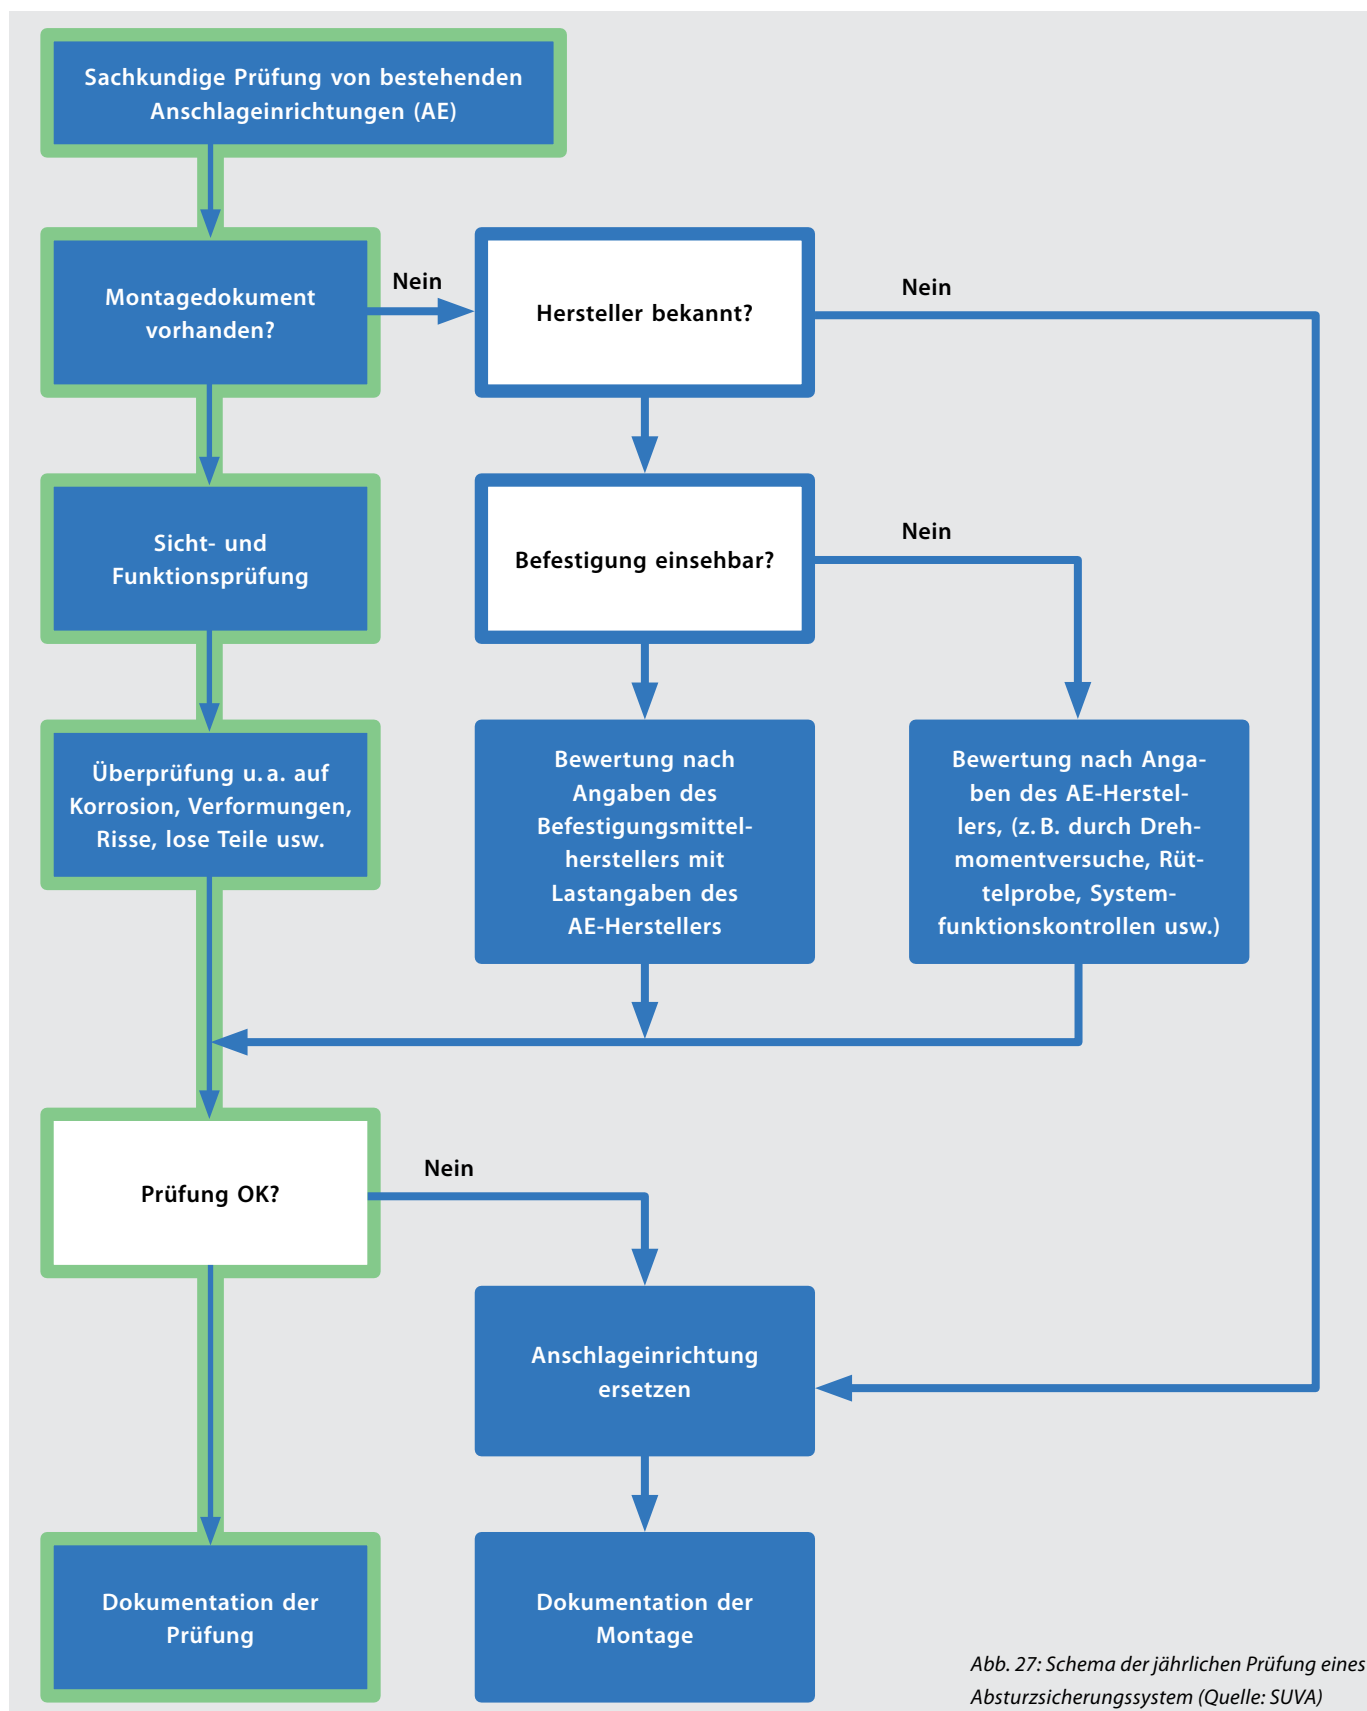 Sachkundige Prüfung von bestehenden
Anschlageinrichtungen (AE)
Montagedokument
vorhanden?
Nein
Hersteller bekannt?
Nein
Sicht- und
Funktionsprüfung
Befestigung einsehbar?
Nein
Überprüfung u. a. auf
Korrosion, Verformungen,
Risse, lose Teile usw.
Bewertung nach
Angaben des
Befestigungsmittel-
herstellers mit
Lastangaben des
AE-Herstellers
Bewertung nach Anga-
ben des AE-Herstel-
lers, (z. B. durch Dreh-
momentversuche, Rüt-
telprobe, System-
funktionskontrollen usw.)
Prüfung OK?
Nein
Anschlageinrichtung
ersetzen
Dokumentation der
Prüfung
Dokumentation der
Montage
Abb. 27: Schema der jährlichen Prüfung eines
Absturzsicherungssystem (Quelle: SUVA)